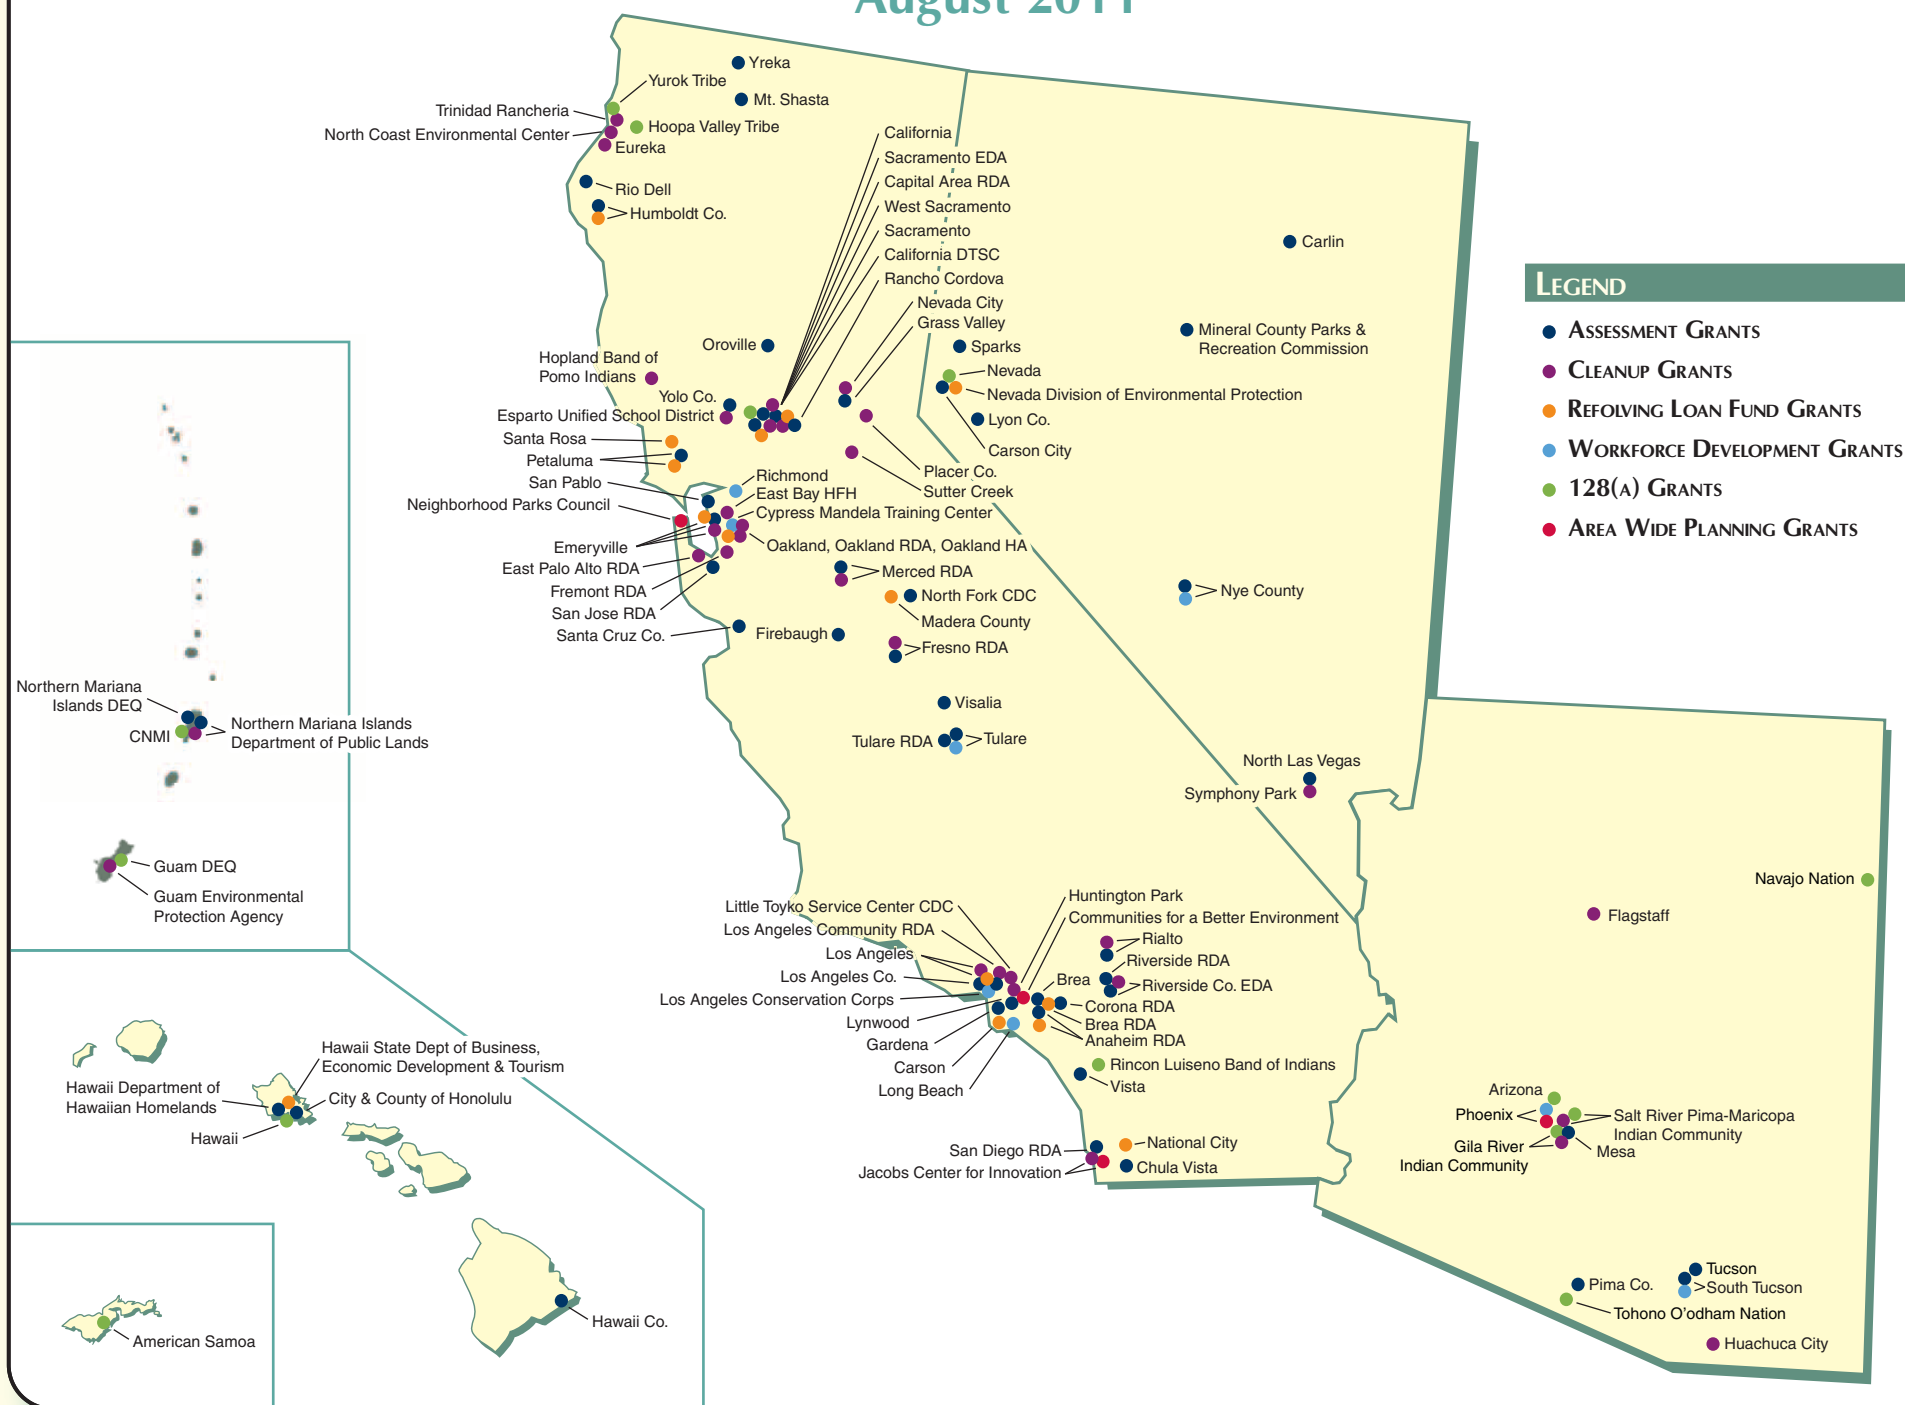 August 2011
Yreka
Yurok Tribe
Mt. Shasta
Trinidad Rancheria
Hoopa Valley Tribe
North Coast Environmental Center
Eureka
Rio Dell
Humboldt Co.
California
Sacramento EDA
Capital Area RDA
West Sacramento
Sacramento
California DTSC
Rancho Cordova
Nevada City
Grass Valley
Oroville
Hopland Band of
Pomo Indians
Yolo Co.
Esparto Unified School District
Santa Rosa
Petaluma
San Pablo
Neighborhood Parks Council
Emeryville
East Palo Alto RDA
Fremont RDA
San Jose RDA
Santa Cruz Co.
Richmond
East Bay HFH
Cypress Mandela Training Center
Oakland, Oakland RDA, Oakland HA
Placer Co.
Sutter Creek
Merced RDA
North Fork CDC
Madera County
Firebaugh
Fresno RDA
Visalia
Tulare RDA
Tulare
Carlin
Mineral County Parks &
Recreation Commission
Sparks
Nevada
Nevada Division of Environmental Protection
Lyon Co.
Carson City
Nye County
North Las Vegas
Symphony Park
Legend
Assessment Grants
Cleanup Grants
Refolving Loan Fund Grants
Workforce Development Grants
128(a) Grants
Area Wide Planning Grants
Northern Mariana
Islands DEQ
CNMI
Northern Mariana Islands
Department of Public Lands
Guam DEQ
Guam Environmental
Protection Agency
Little Toyko Service Center CDC
Los Angeles Community RDA
Los Angeles
Los Angeles Co.
Los Angeles Conservation Corps
Lynwood
Gardena
Carson
Long Beach
Huntington Park
Communities for a Better Environment
Rialto
Riverside RDA
Brea
Riverside Co. EDA
Corona RDA
Brea RDA
Anaheim RDA
Rincon Luiseno Band of Indians
Vista
San Diego RDA
National City
Jacobs Center for Innovation
Chula Vista
Navajo Nation
Flagstaff
Arizona
Phoenix
Salt River Pima-Maricopa
Indian Community
Gila River
Indian Community
Mesa
Tucson
Pima Co.
South Tucson
Tohono O'odham Nation
Huachuca City
Hawaii State Dept of Business,
Economic Development & Tourism
Hawaii Department of
Hawaiian Homelands
City & County of Honolulu
Hawaii
Hawaii Co.
American Samoa